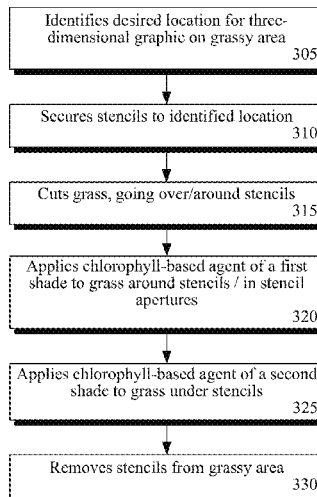 Identifies desired location for three-
dimensional graphic on grassy area
305
Secures stencils to identified location
310
Cuts grass, going over/around stencils
315
Applies chlorophyll-based agent of a first
shade to grass around stencils / in stencil
apertures
320
Applies chlorophyll-based agent of a second
shade to grass under stencils
325
Removes stencils from grassy area
330